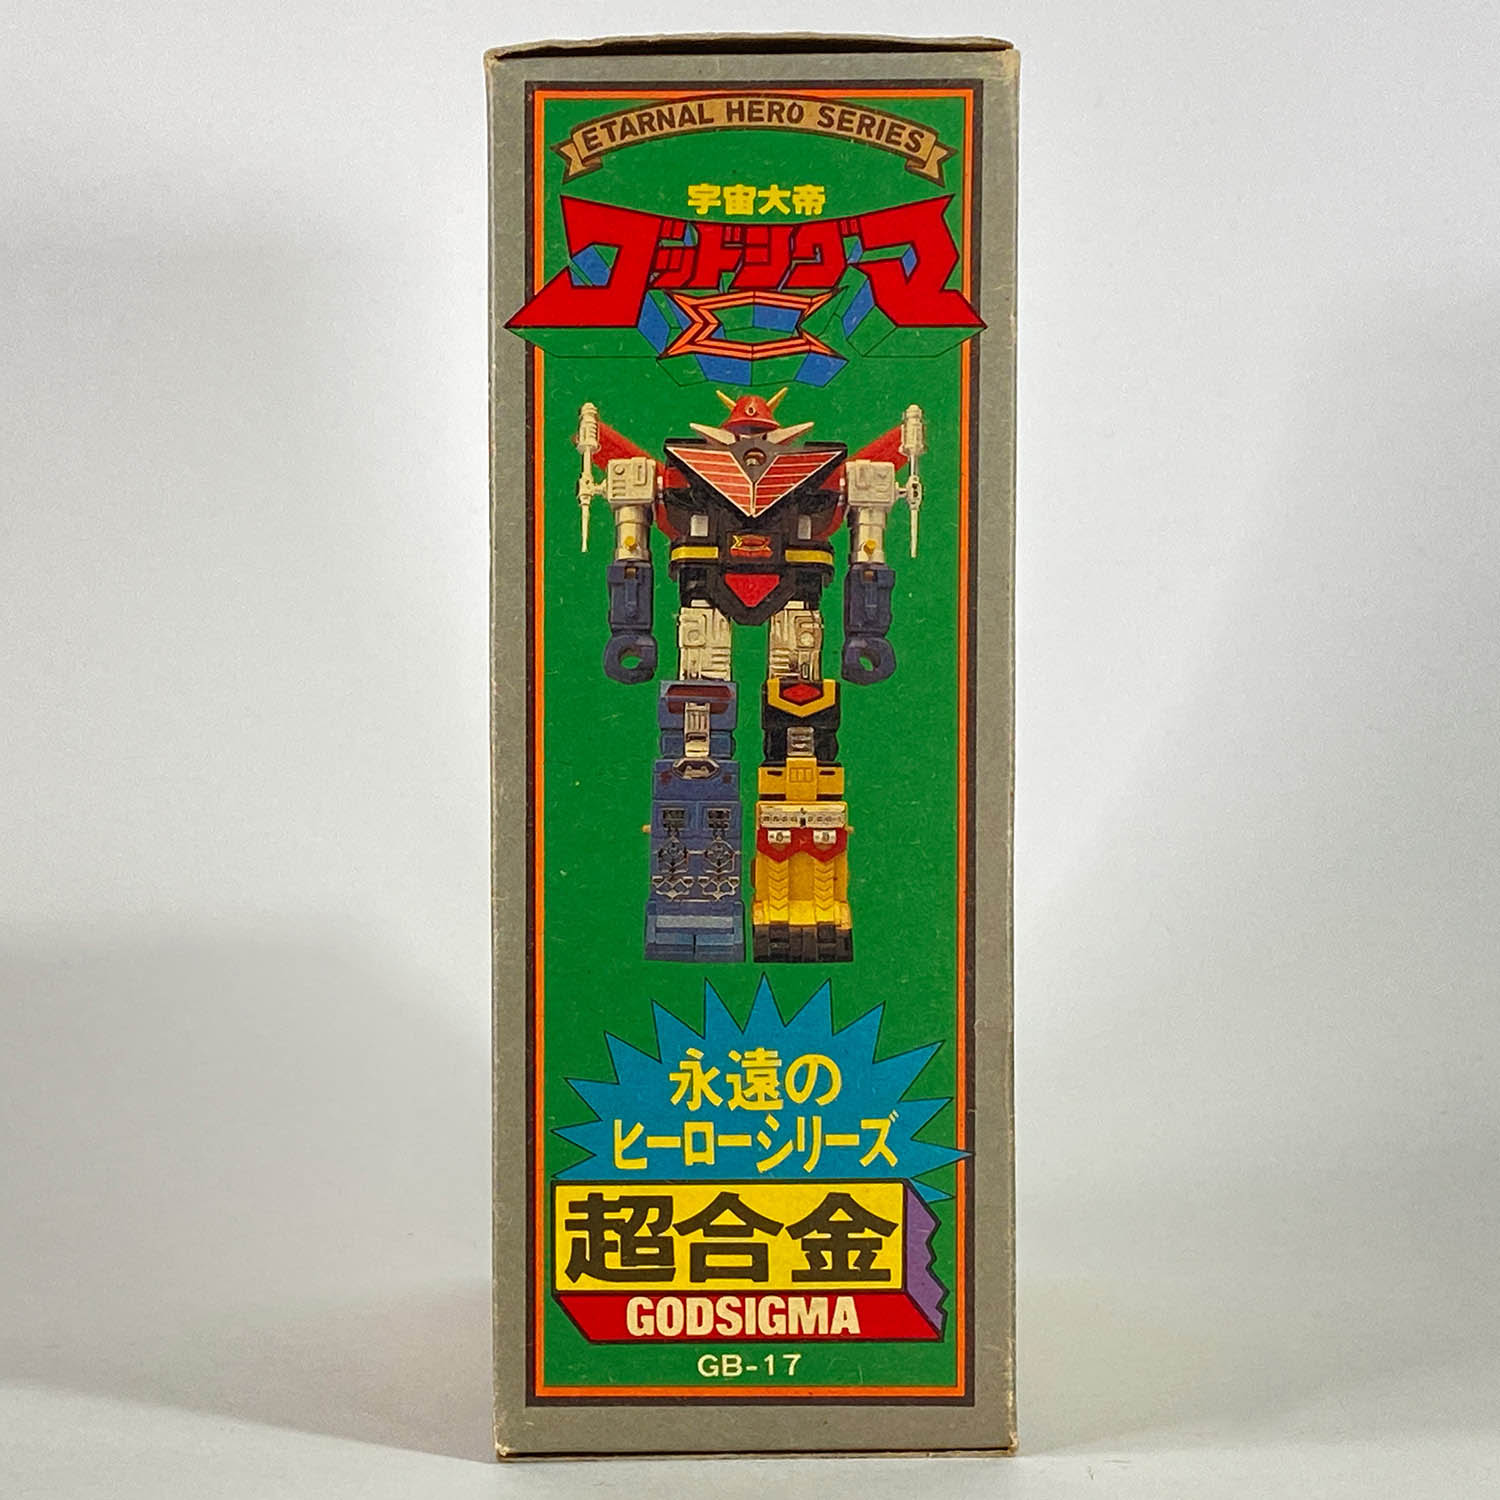 ETARNAL HERO SERIES
宇宙大帝
ゴッドシグマ
永遠の
ヒーローシリーズ
超合金
GODSIGMA
GB-17